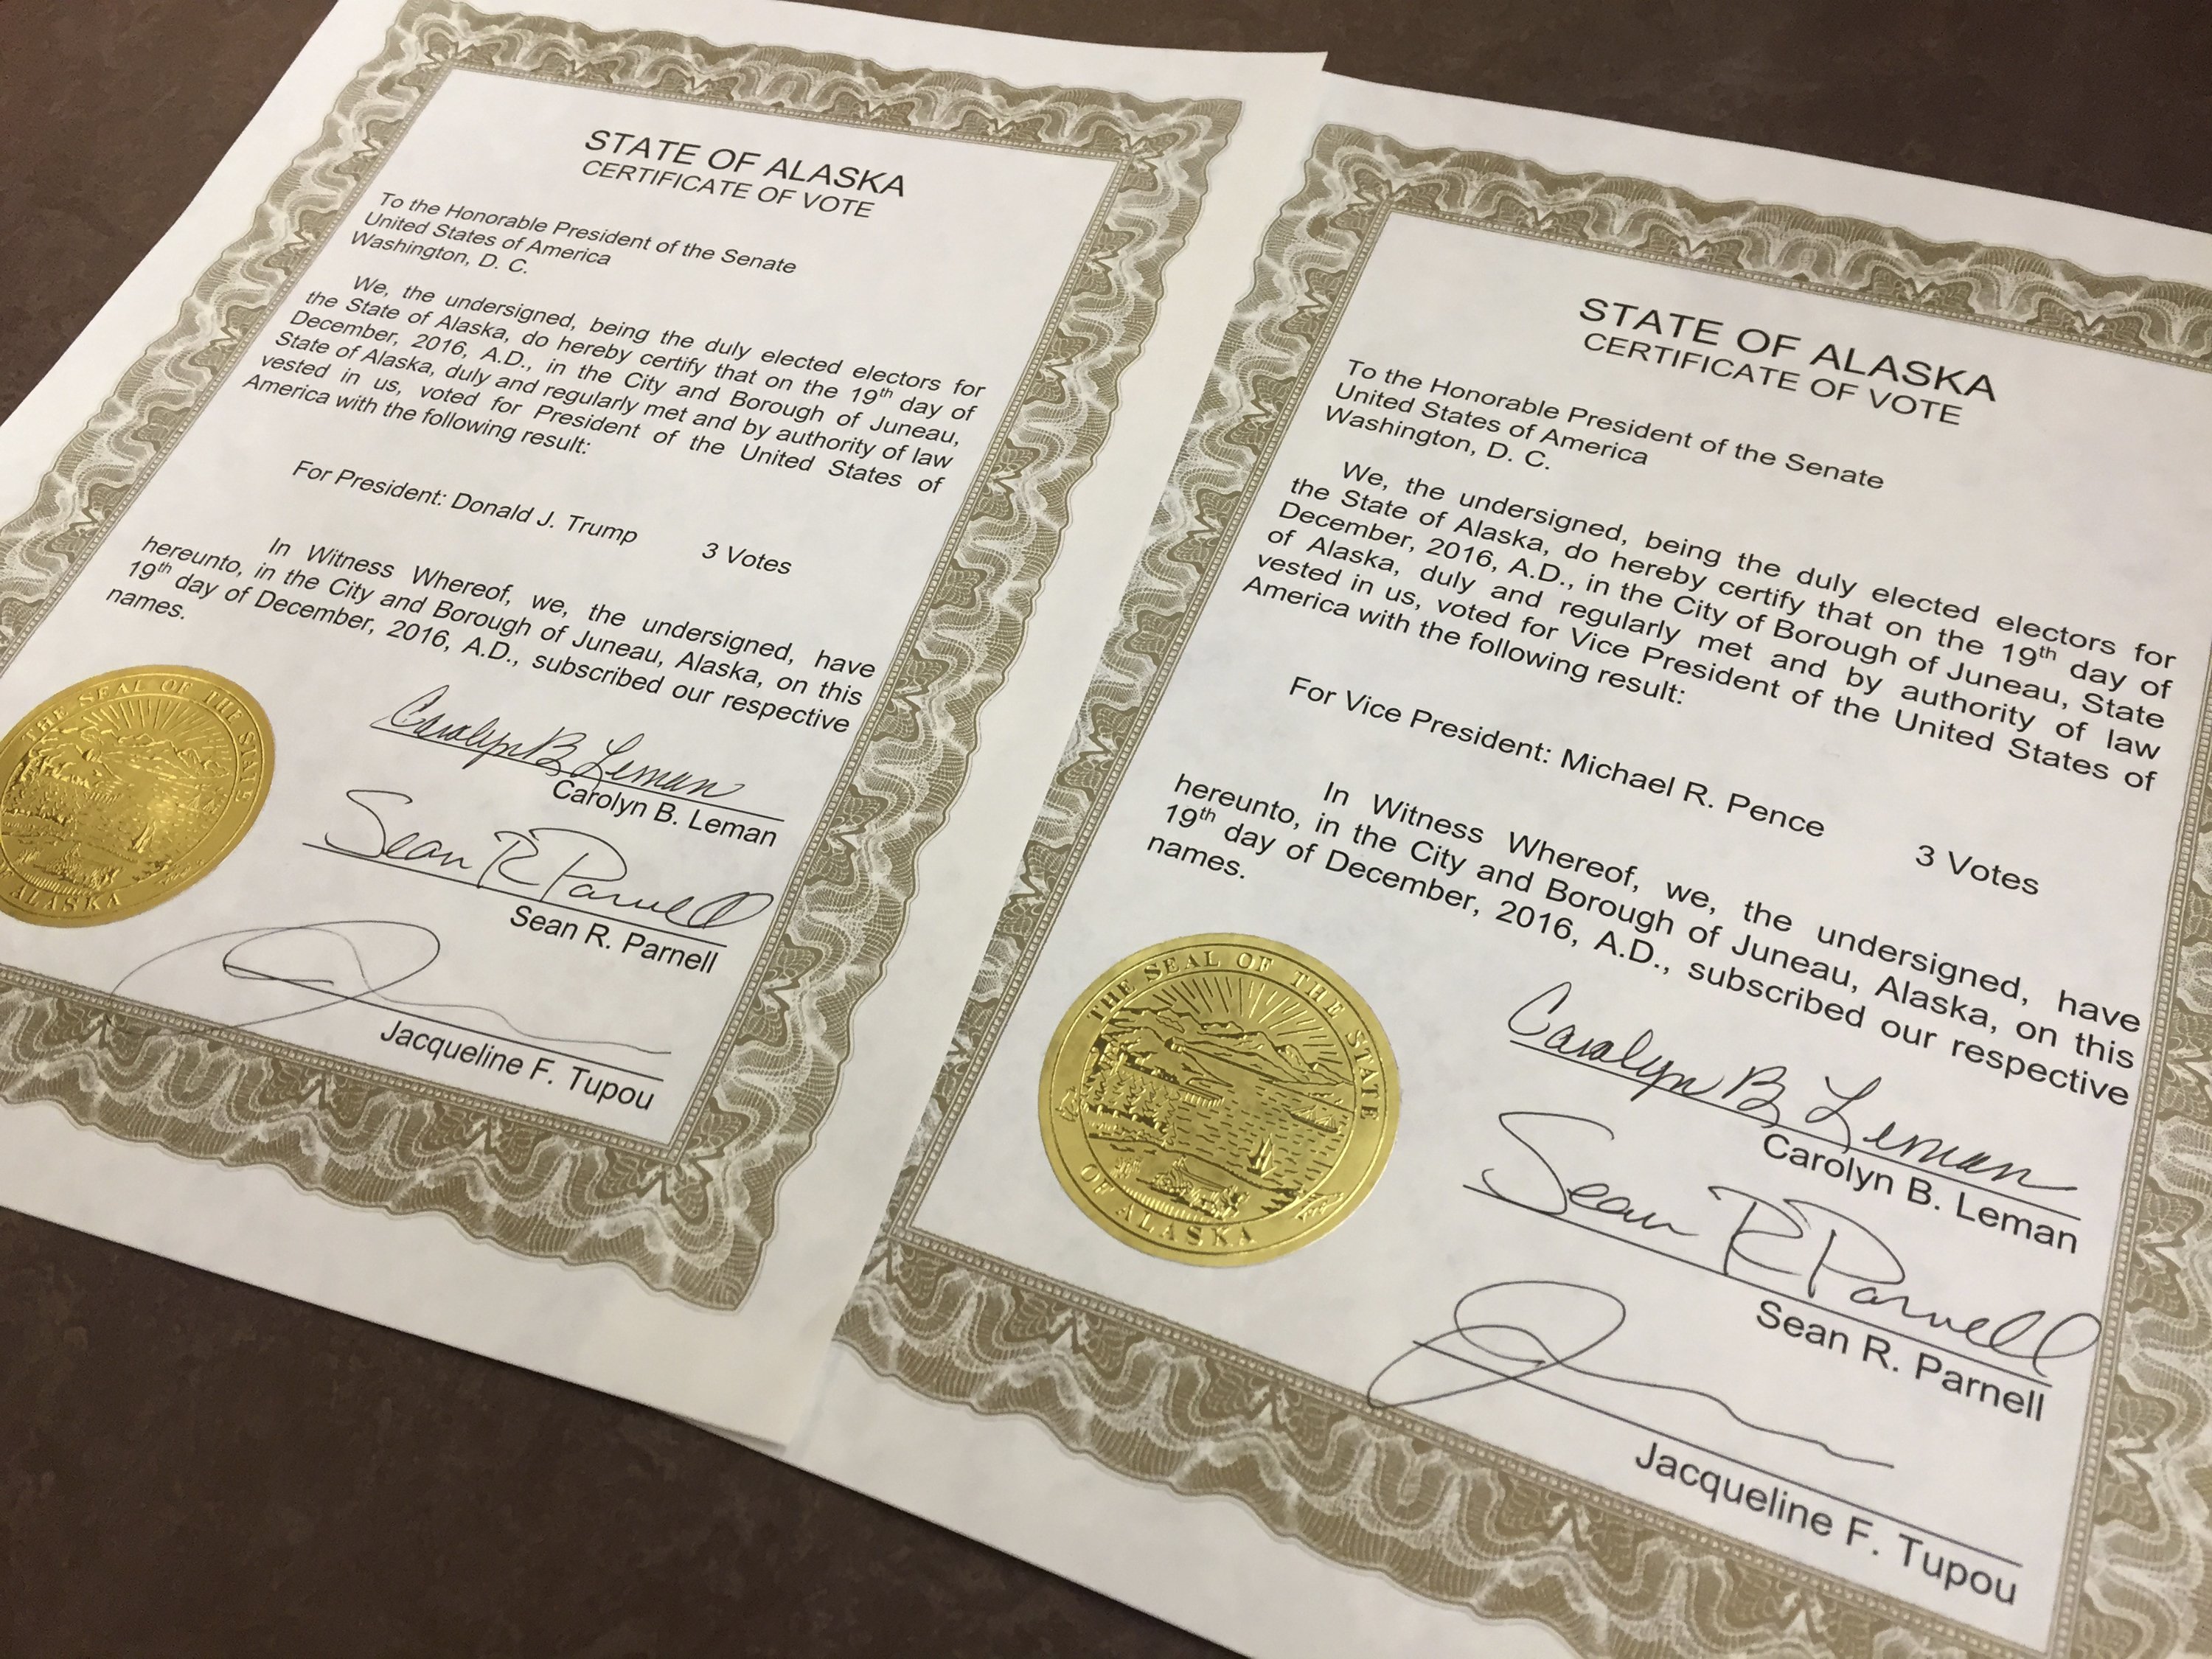 STATE OF ALASKA
CERTIFICATE OF VOTE
To the Honorable President of the Senate
United States of America
Washington, D. C.
We, the undersigned, being the duly elected electors for
the State of Alaska, do hereby certify that on the 19th day of
December, 2016, A.D., in the City and Borough of Juneau,
State of Alaska, duly and regularly met and by authority of law
vested in us, voted for President of the United States of
America with the following result:
For President: Donald J. Trump 3 Votes
In Witness Whereof, we, the undersigned, have
hereunto, in the City and Borough of Juneau, Alaska, on this
19th day of December, 2016, A.D., subscribed our respective
names.
THE SEAL OF THE STATE
OF ALASKA
Carolyn B Leman
Carolyn B. Leman
Sean R Parnell
Sean R. Parnell
Jacqueline F. Tupou
STATE OF ALASKA
CERTIFICATE OF VOTE
To the Honorable President of the Senate
United States of America
Washington, D. C.
We, the undersigned, being the duly elected electors for
the State of Alaska, do hereby certify that on the 19th day of
December, 2016, A.D., in the City of Borough of Juneau, State
of Alaska, duly and regularly met and by authority of law
vested in us, voted for Vice President of the United States of
America with the following result:
For Vice President: Michael R. Pence 3 Votes
In Witness Whereof, we, the undersigned, have
hereunto, in the City and Borough of Juneau, Alaska, on this
19th day of December, 2016, A.D., subscribed our respective
names.
THE SEAL OF THE STATE
OF ALASKA
Carolyn B Leman
Carolyn B. Leman
Sean R Parnell
Sean R. Parnell
Jacqueline F. Tupou